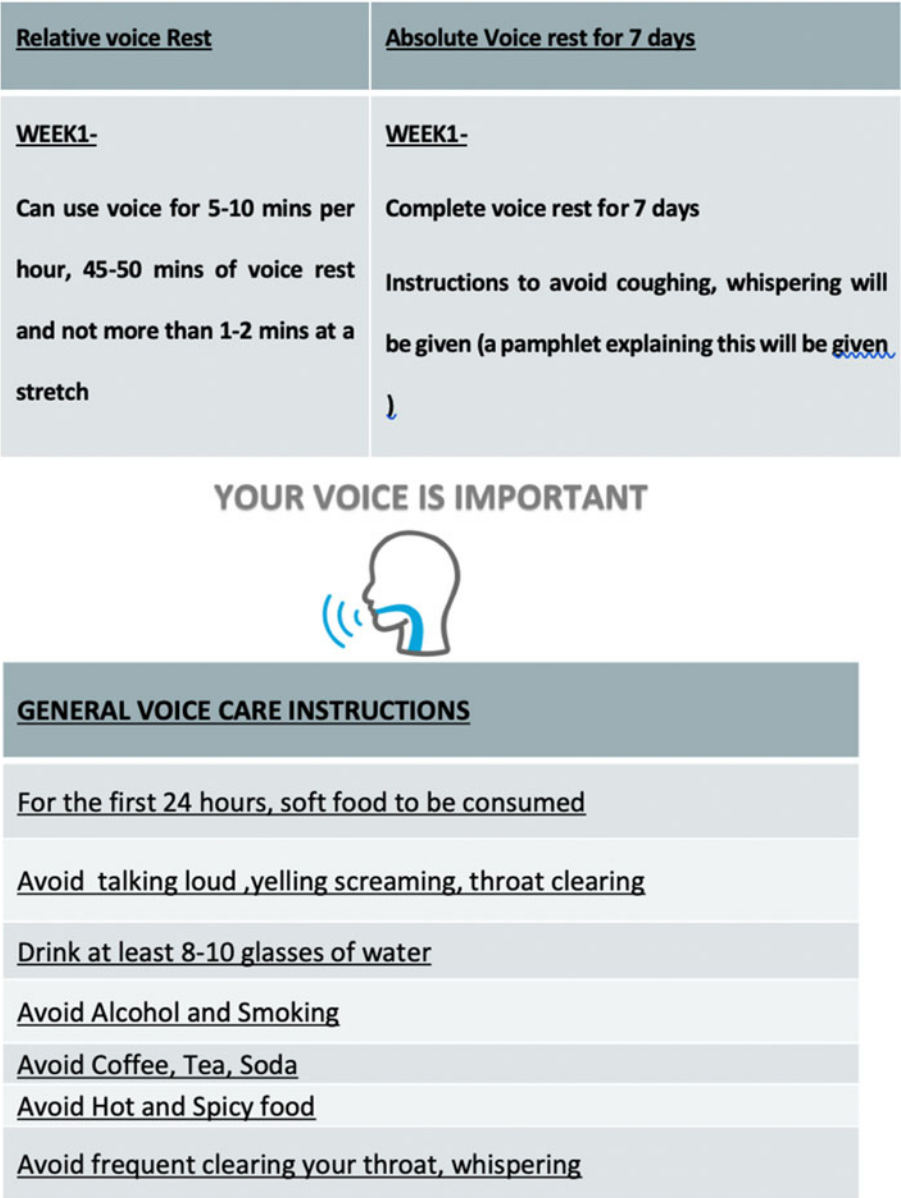 Relative voice Rest
Absolute Voice rest for 7 days
WEEK1-
Can use voice for 5-10 mins per
hour, 45-50 mins of voice rest
and not more than 1-2 mins at a
stretch
WEEK1-
Complete voice rest for 7 days
Instructions to avoid coughing, whispering will
be given (a pamphlet explaining this will be given
)
YOUR VOICE IS IMPORTANT
GENERAL VOICE CARE INSTRUCTIONS
For the first 24 hours, soft food to be consumed
Avoid  talking loud ,yelling screaming, throat clearing
Drink at least 8-10 glasses of water
Avoid Alcohol and Smoking
Avoid Coffee, Tea, Soda
Avoid Hot and Spicy food
Avoid frequent clearing your throat, whispering